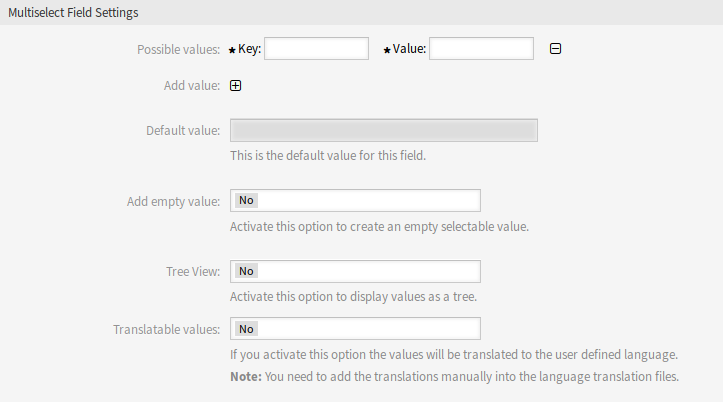 Multiselect Field Settings
Possible values: ★ Key: ★ Value:
Add value:
Default value:
This is the default value for this field.
Add empty value: No
Activate this option to create an empty selectable value.
Tree View: No
Activate this option to display values as a tree.
Translatable values: No
If you activate this option the values will be translated to the user defined language.
Note: You need to add the translations manually into the language translation files.